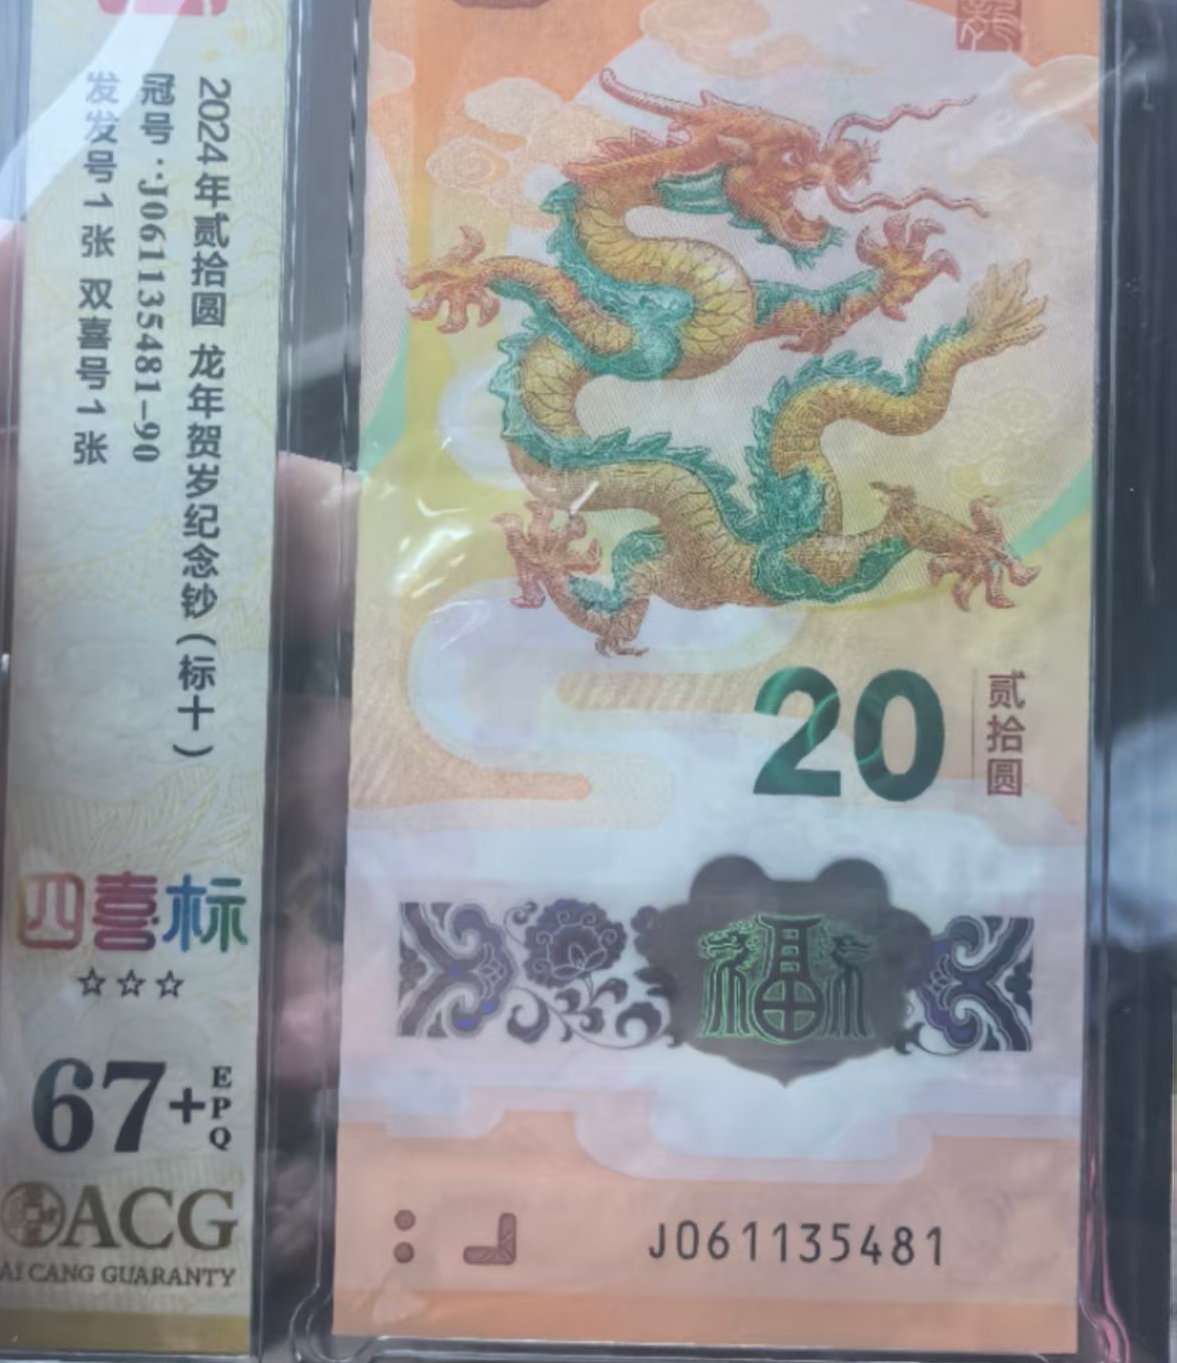 2024年贰拾圆 龙年贺岁纪念钞(标十)
冠号:J061135481-90
发发号1张 双喜号1张
四喜标
☆☆☆
67+EPQ
ACG
AI CANG GUARANTY
龙
20
贰拾圆
福
J061135481